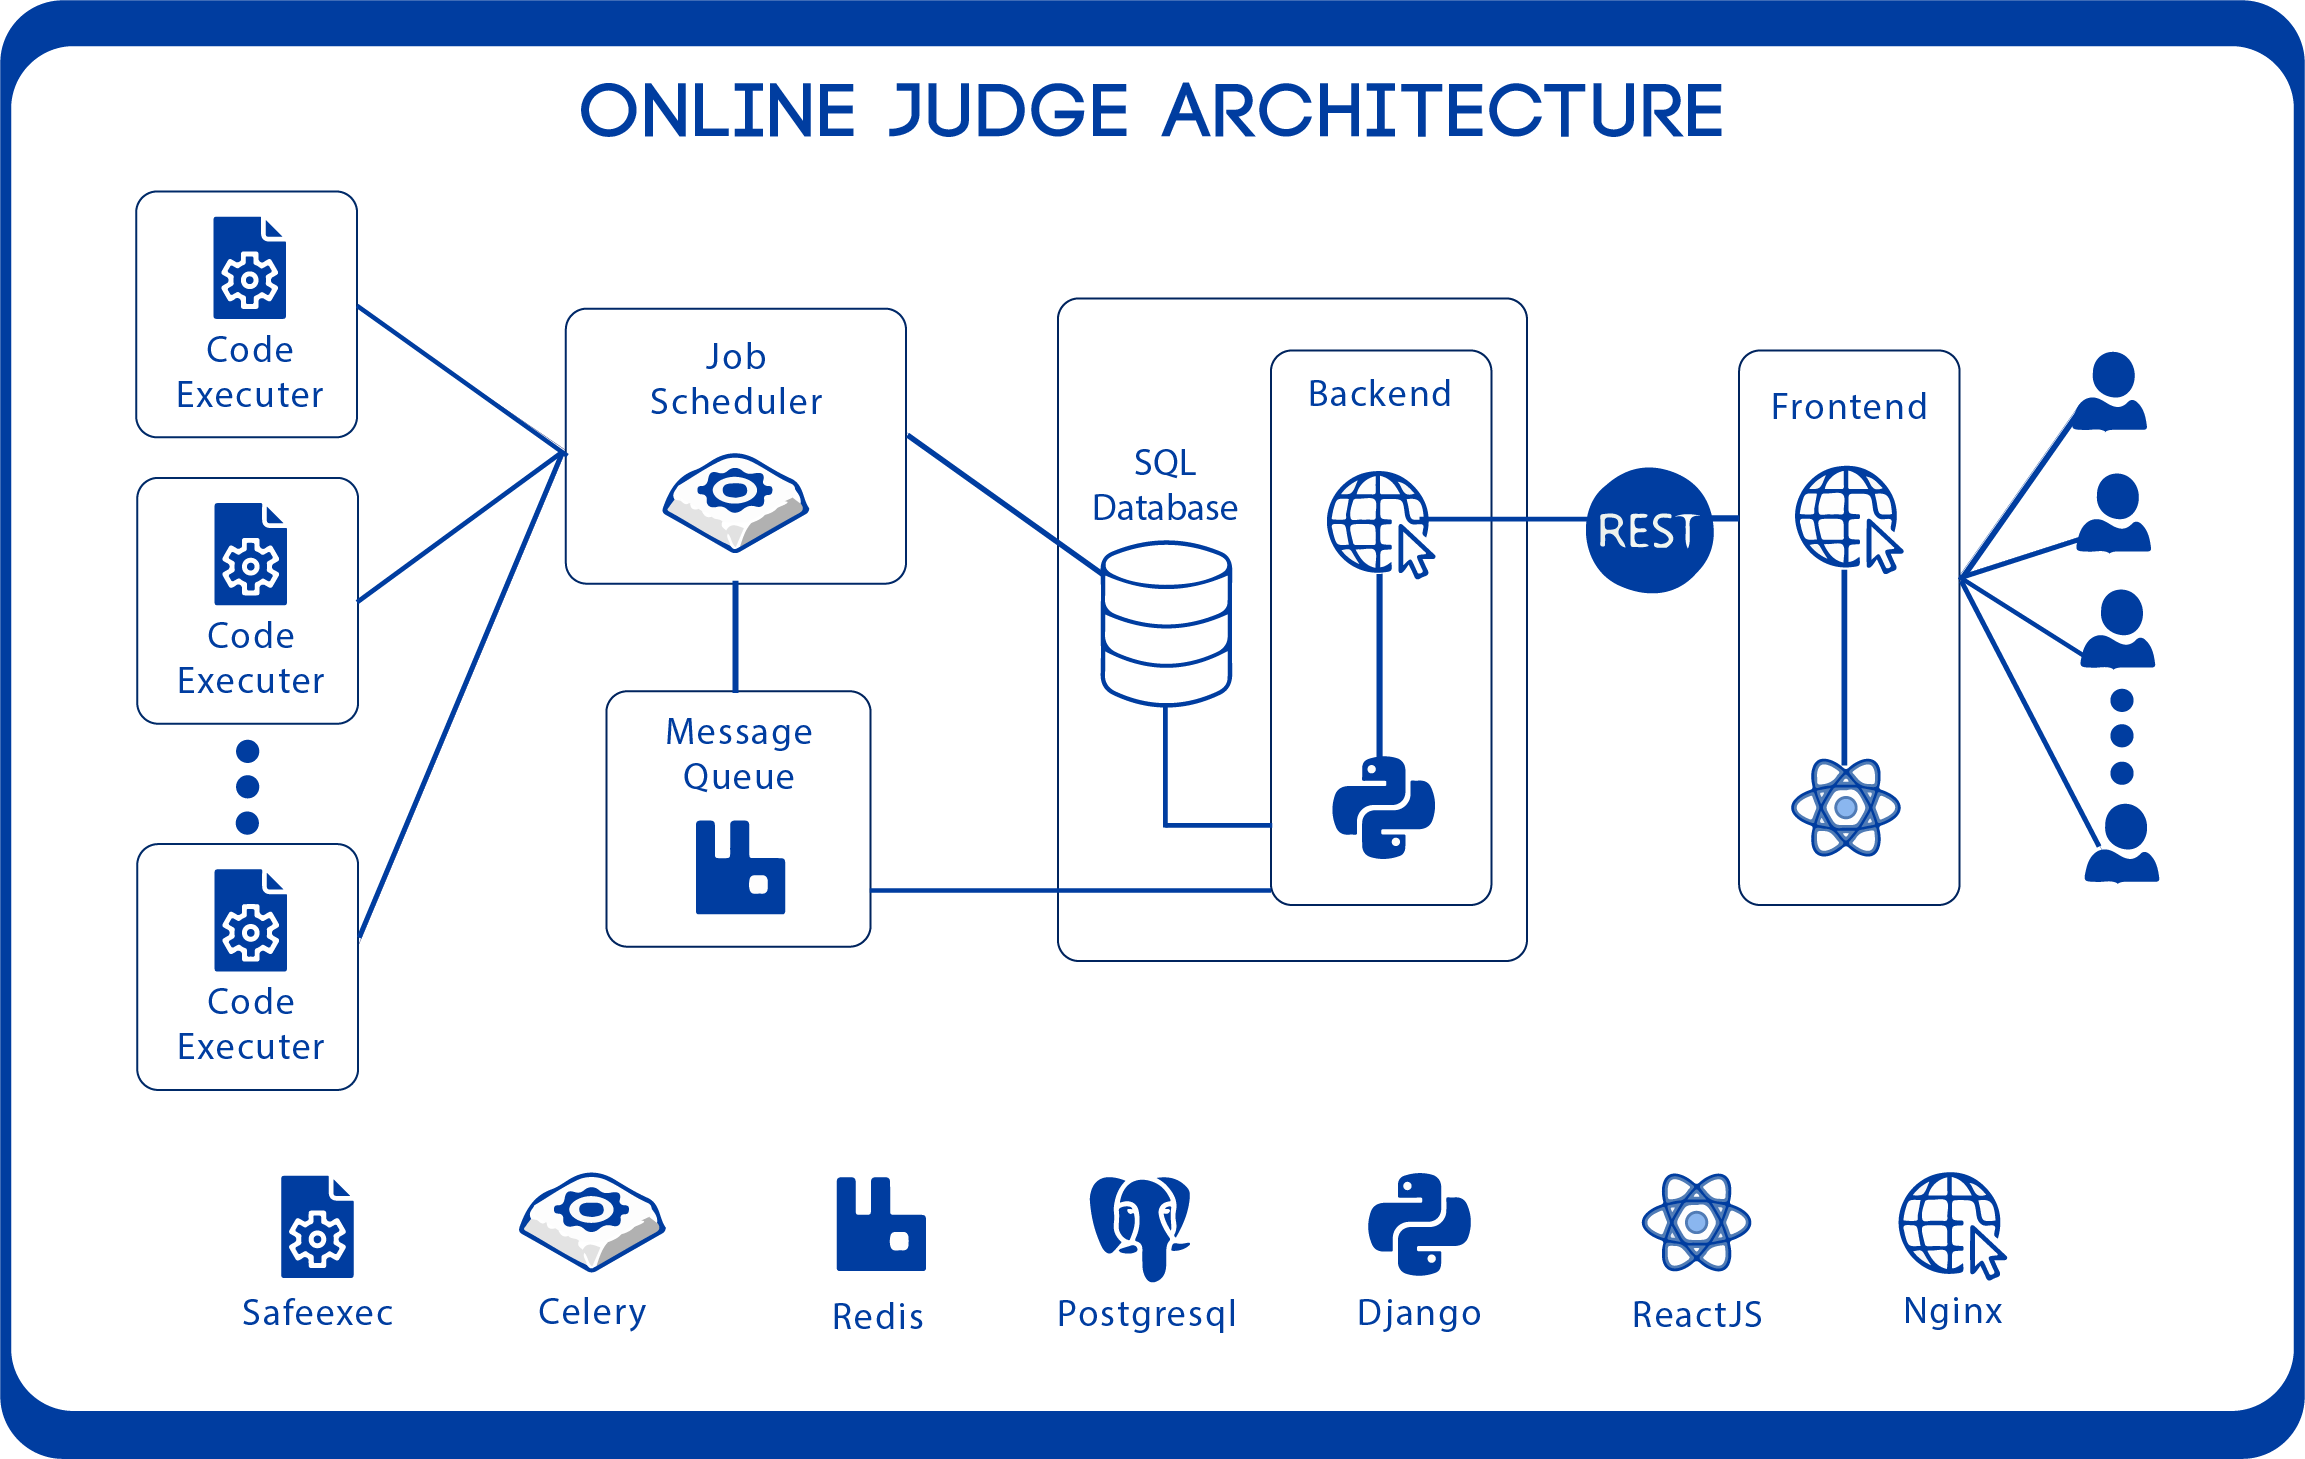 ONLINE JUDGE ARCHITECTURE
Code
Executer
Code
Executer
Code
Executer
Job
Scheduler
Message
Queue
SQL
Database
Backend
REST
Frontend
Safeexec
Celery
Redis
Postgresql
Django
ReactJS
Nginx